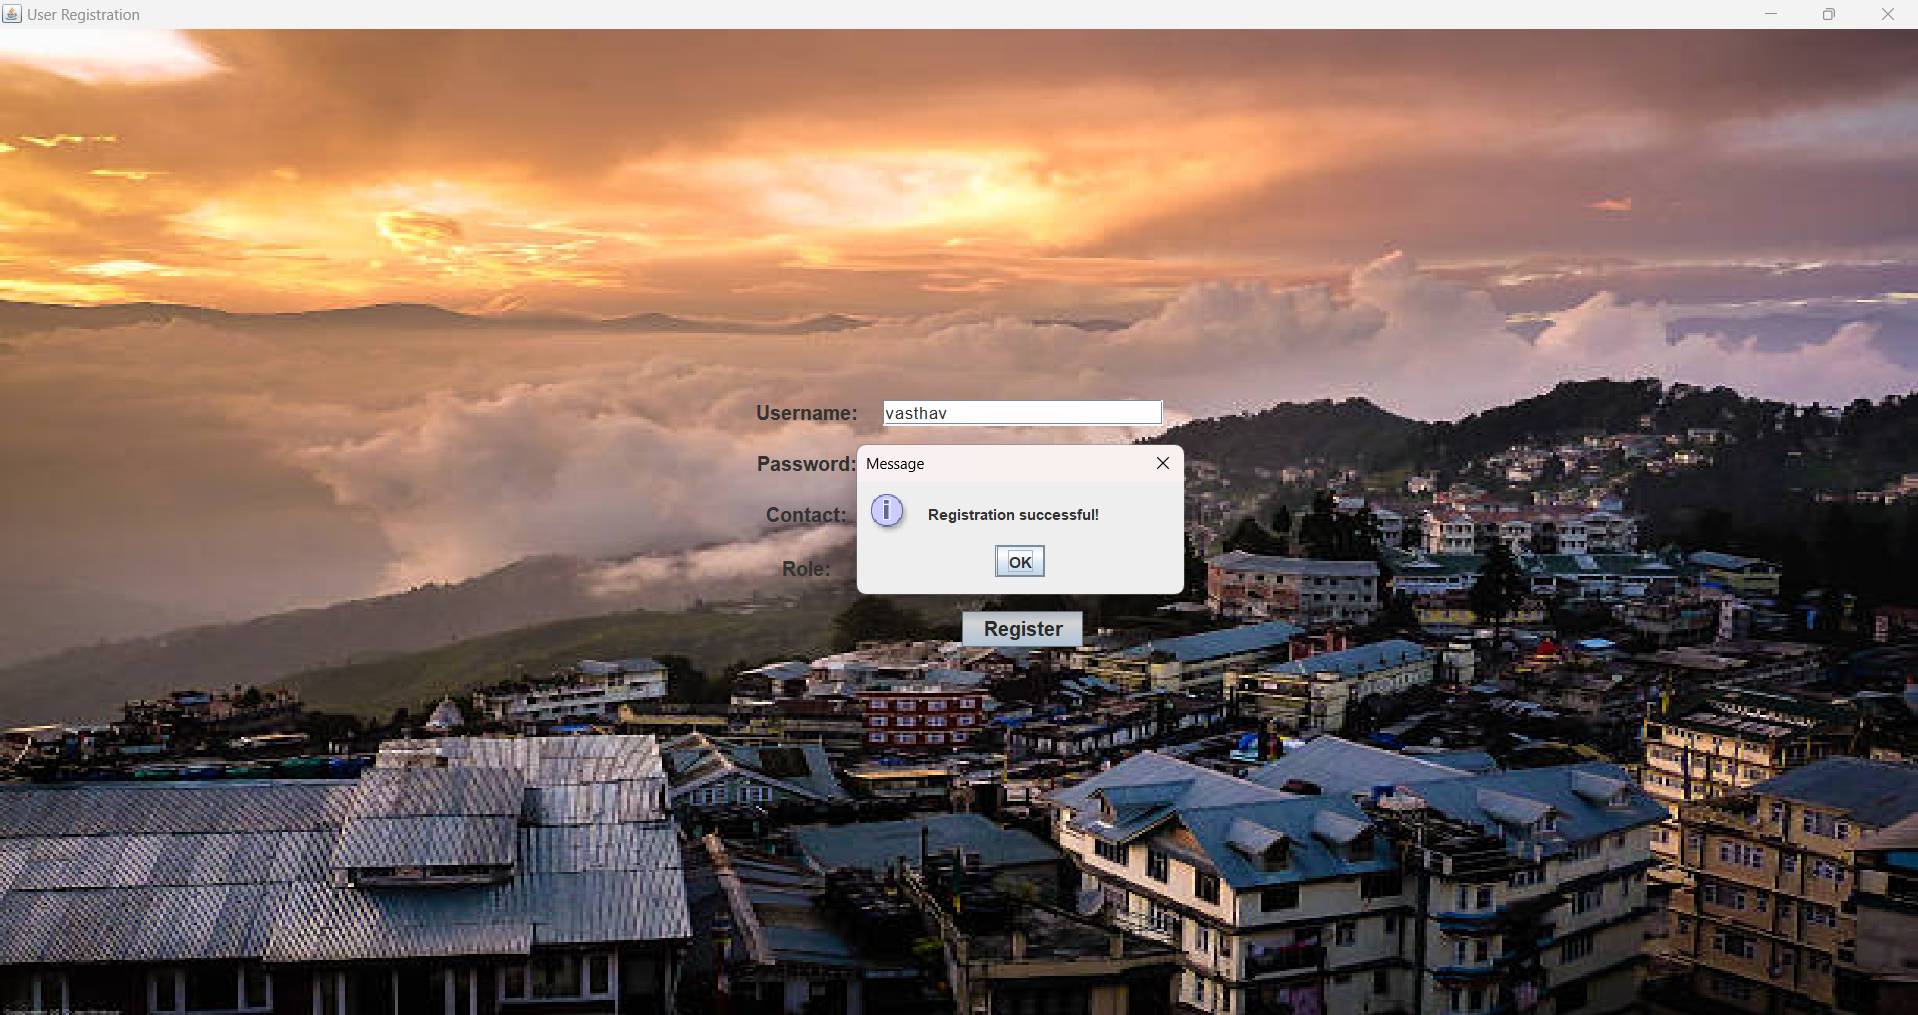 User Registration
Username: vasthav
Password:
Message
Contact:
Registration successful!
Role:
OK
Register